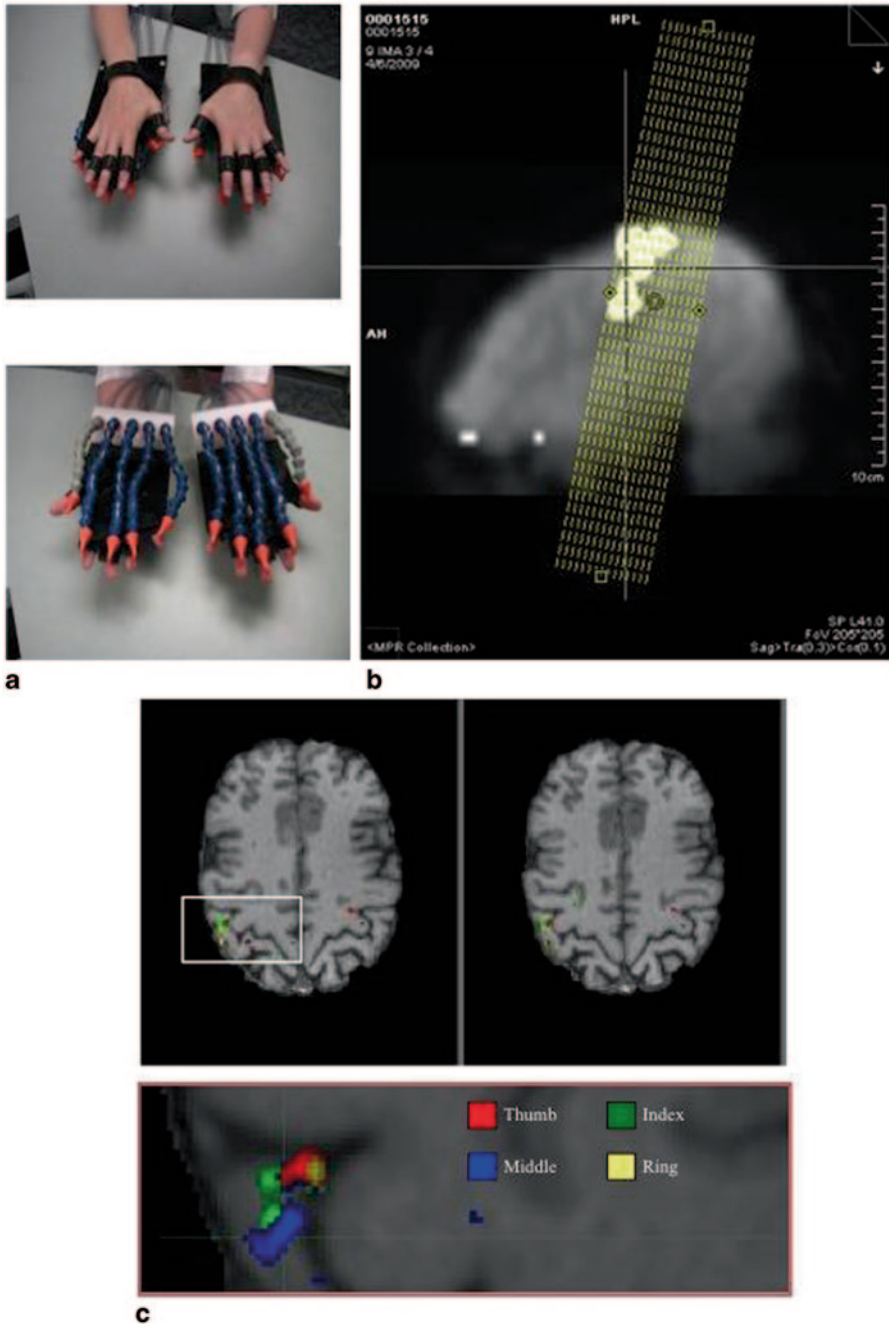 0001515
0001515
9 IMA 3 / 4
4/6/2009
HPL
AH
10cm
SP L41.0
FoV 205*205
<MPR Collection>
Sag>Tra(0.3)>Cor(0.1)
a
b
Thumb
Index
Middle
Ring
c